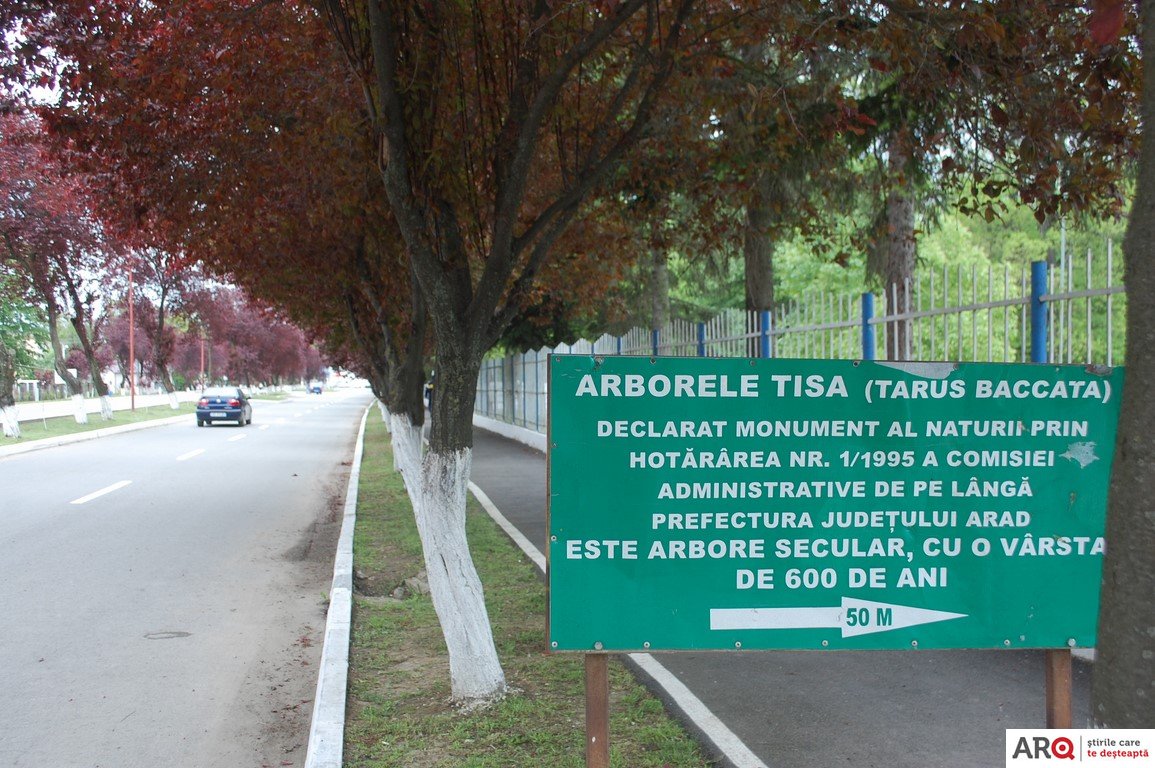 ARBORELE TISA (TARUS BACCATA)
DECLARAT MONUMENT AL NATURII PRIN
HOTĂRÂREA NR. 1/1995 A COMISIEI
ADMINISTRATIVE DE PE LÂNGĂ
PREFECTURA JUDEȚULUI ARAD
ESTE ARBORE SECULAR, CU O VÂRSTA
DE 600 DE ANI
50 M
ARQ
știrile care
te deșteaptă